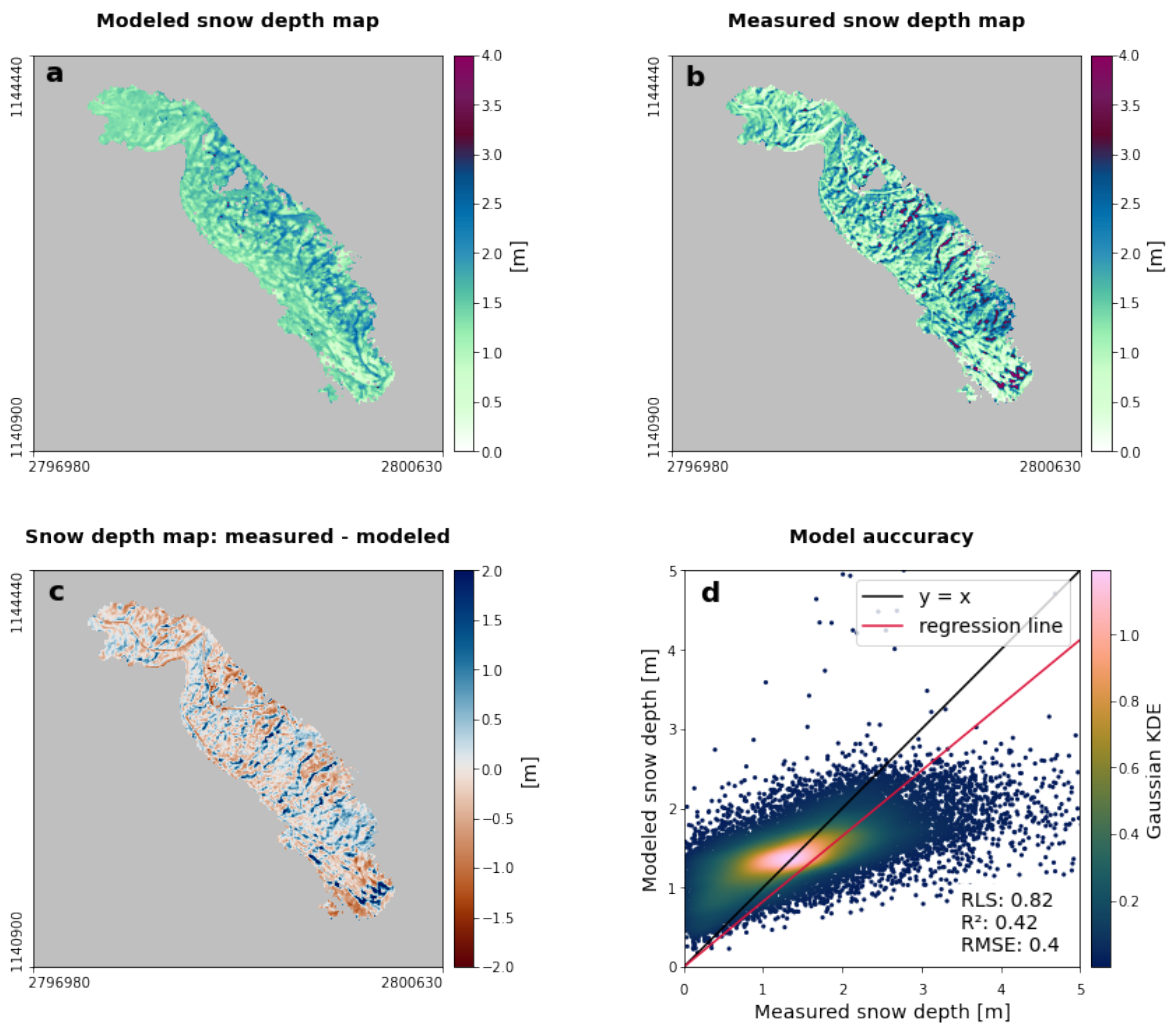 Modeled snow depth map
a
1144440
1140900
2796980
2800630
4.0
3.5
3.0
2.5
2.0
1.5
1.0
0.5
0.0
[m]
Measured snow depth map
b
1144440
1140900
2796980
2800630
4.0
3.5
3.0
2.5
2.0
1.5
1.0
0.5
0.0
[m]
Snow depth map: measured - modeled
c
1144440
1140900
2796980
2800630
2.0
1.5
1.0
0.5
0.0
−0.5
−1.0
−1.5
−2.0
[m]
Model auccuracy
d
y = x
regression line
RLS: 0.82
R²: 0.42
RMSE: 0.4
5
4
3
2
1
0
Modeled snow depth [m]
0
1
2
3
4
5
Measured snow depth [m]
1.0
0.8
0.6
0.4
0.2
Gaussian KDE